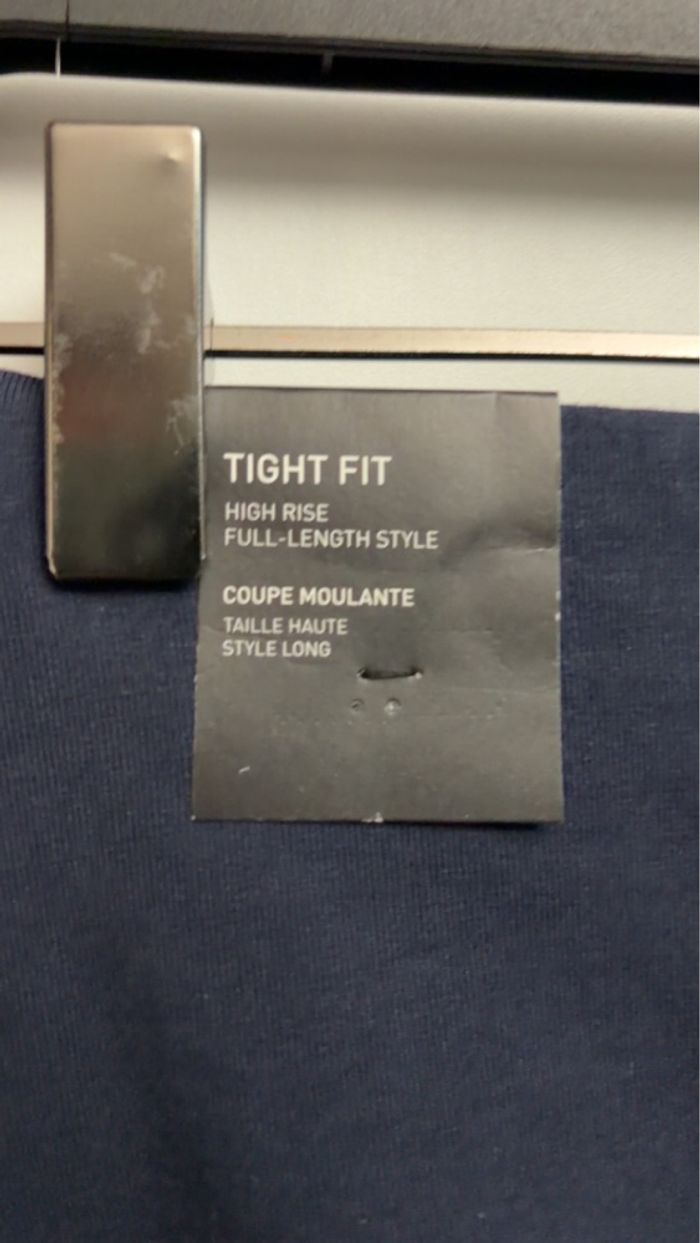 TIGHT FIT
HIGH RISE
FULL-LENGTH STYLE
COUPE MOULANTE
TAILLE HAUTE
STYLE LONG